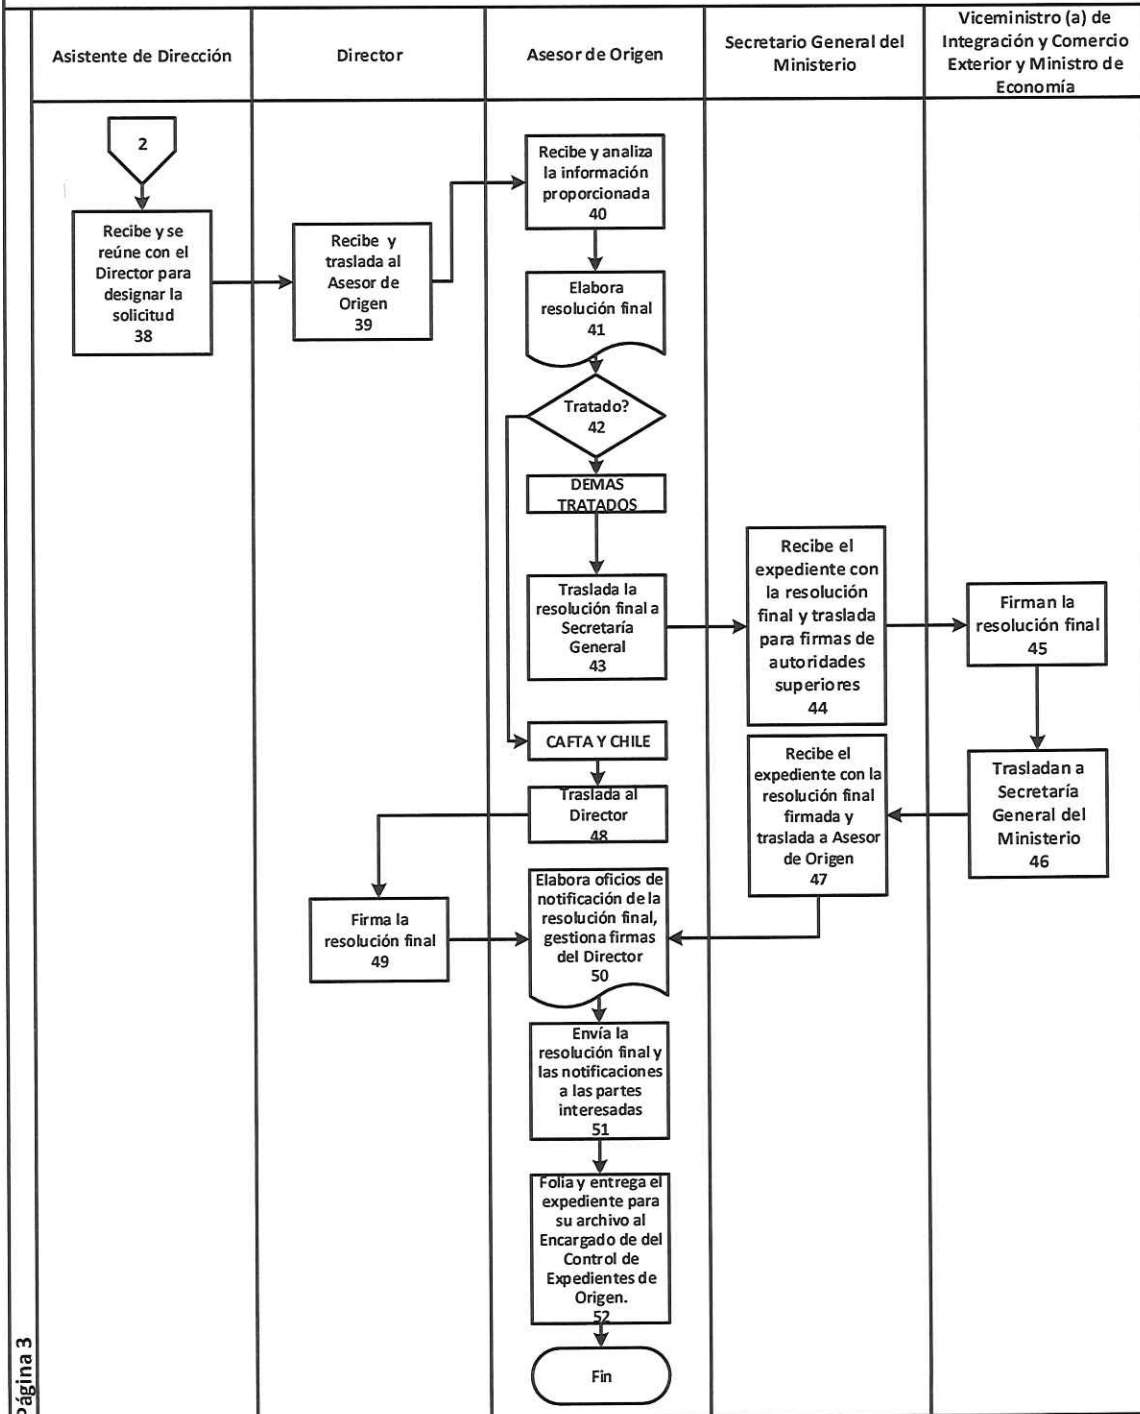 Asistente de Dirección
Director
Asesor de Origen
Secretario General del
Ministerio
Viceministro (a) de
Integración y Comercio
Exterior y Ministro de
Economía
2
Recibe y se
reúne con el
Director para
designar la
solicitud
38
Recibe y
traslada al
Asesor de
Origen
39
Recibe y analiza
la información
proporcionada
40
Elabora
resolución final
41
Tratado?
42
DEMAS
TRATADOS
Traslada la
resolución final a
Secretaría
General
43
Recibe el
expediente con
la resolución
final y traslada
para firmas de
autoridades
superiores
44
Firman la
resolución final
45
Trasladan a
Secretaría
General del
Ministerio
46
Recibe el
expediente con la
resolución final
firmada y
traslada a Asesor
de Origen
47
CAFTA Y CHILE
Traslada al
Director
48
Firma la
resolución final
49
Elabora oficios de
notificación de la
resolución final,
gestiona firmas
del Director
50
Envía la
resolución final y
las notificaciones
a las partes
interesadas
51
Folia y entrega el
expediente para
su archivo al
Encargado de del
Control de
Expedientes de
Origen.
52
Fin
Página 3